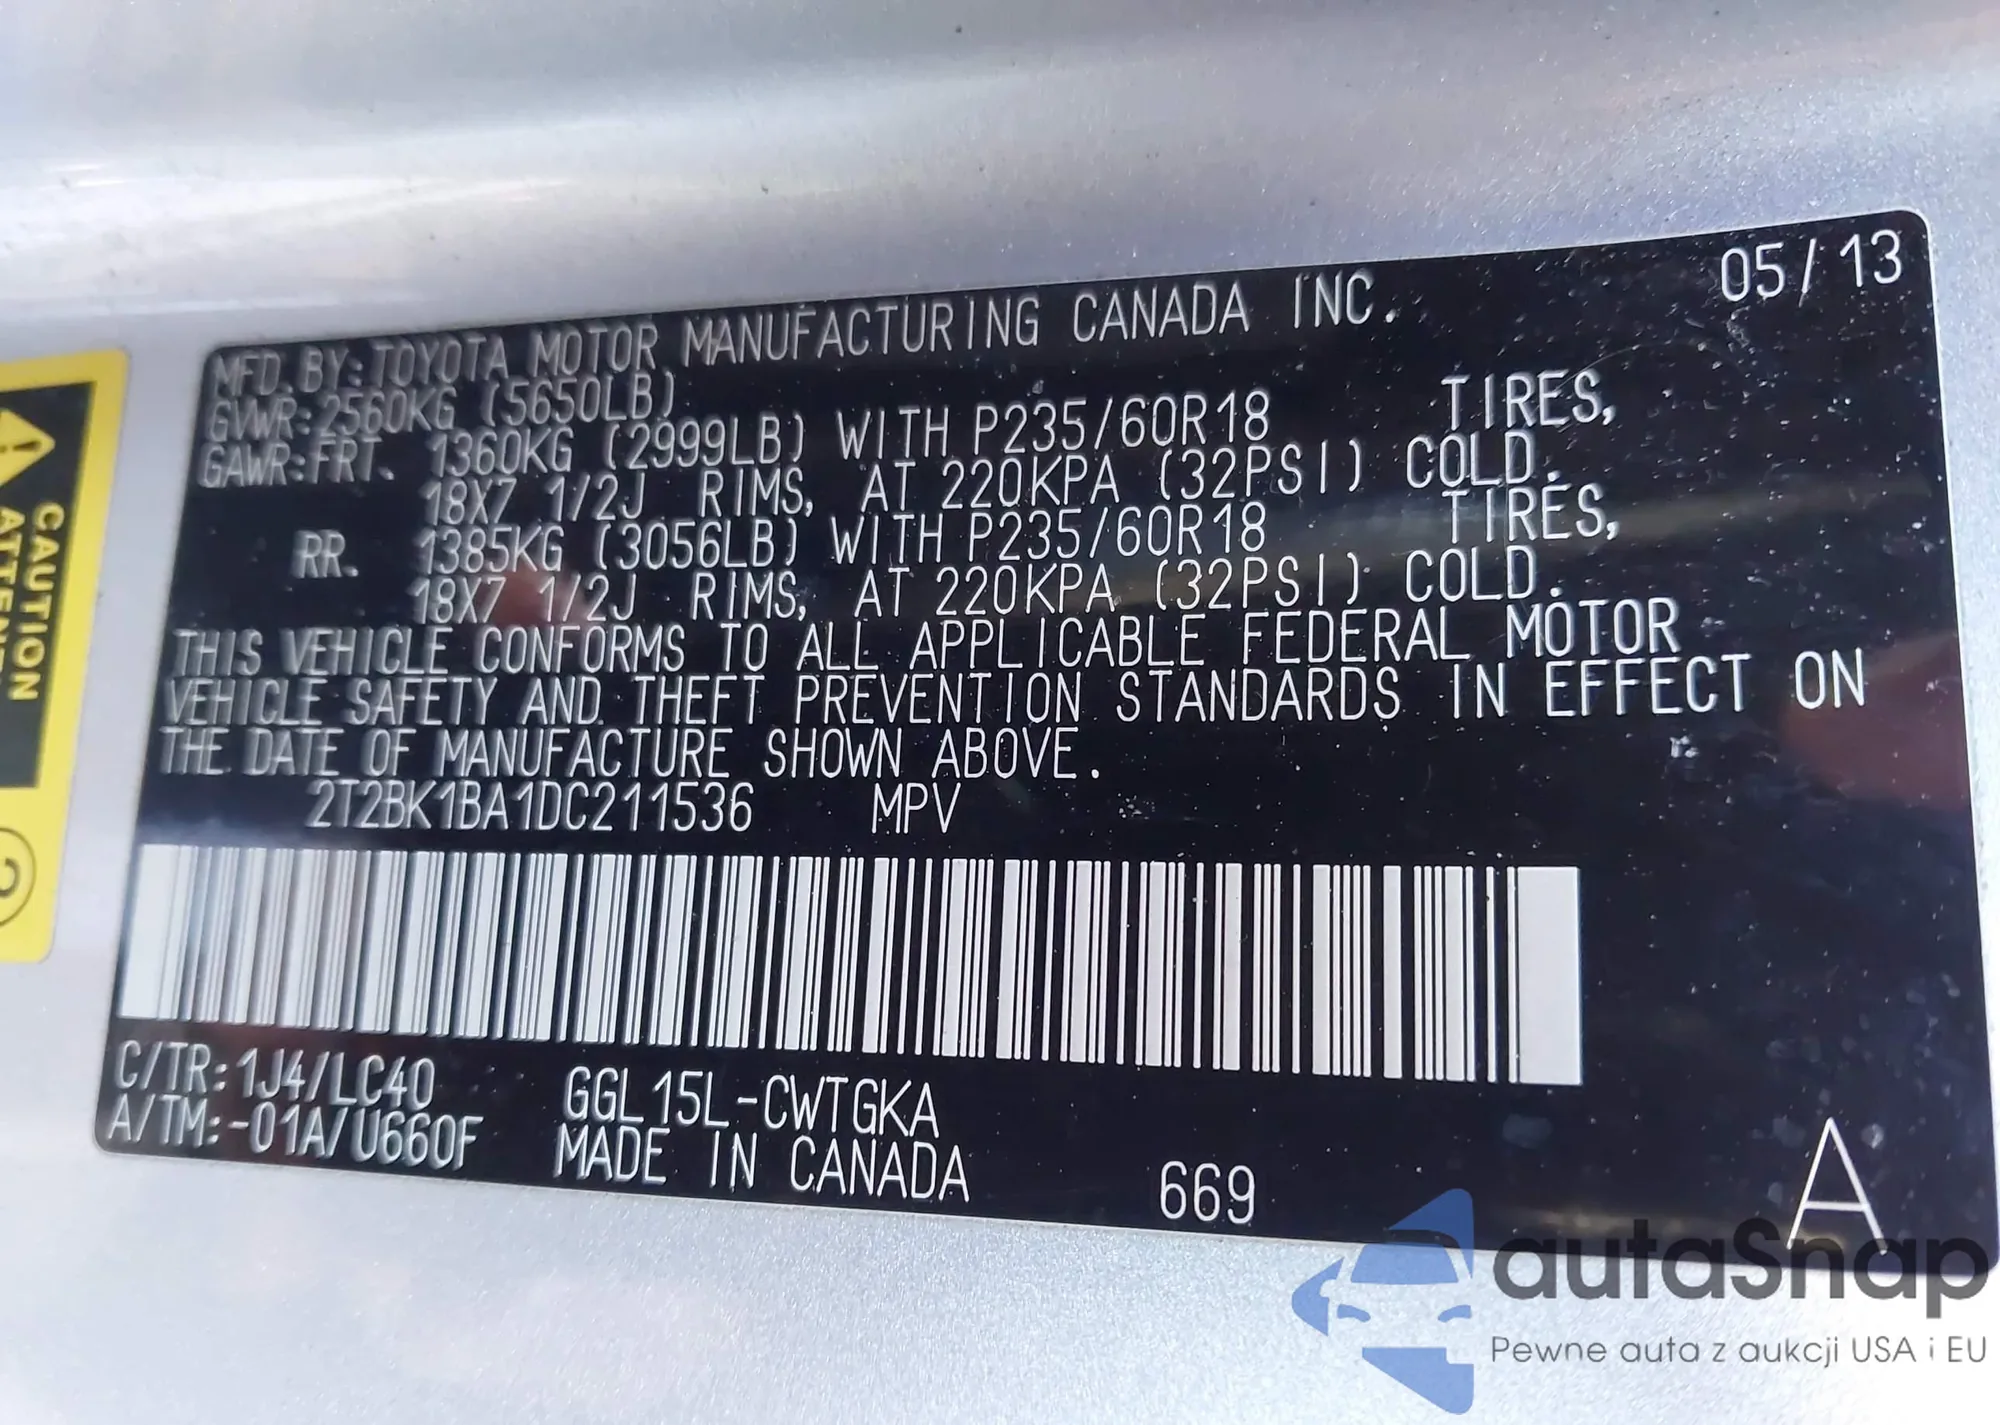 05/13
MFD. BY: TOYOTA MOTOR MANUFACTURING CANADA INC.
GVWR: 2560KG (5650LB)
GAWR: FRT. 1360KG (2999LB) WITH P235/60R18 TIRES,
18X7 1/2J RIMS, AT 220KPA (32PSI) COLD.
RR. 1385KG (3056LB) WITH P235/60R18 TIRES,
18X7 1/2J RIMS, AT 220KPA (32PSI) COLD.
THIS VEHICLE CONFORMS TO ALL APPLICABLE FEDERAL MOTOR
VEHICLE SAFETY AND THEFT PREVENTION STANDARDS IN EFFECT ON
THE DATE OF MANUFACTURE SHOWN ABOVE.
2T2BK1BA1DC211536 MPV
C/TR: 1J4/LC40 GGL15L-CWTGKA
A/TM: -01A/U660F MADE IN CANADA 669 A
CAUTION
autaSnap
Pewne auta z aukcji USA i EU